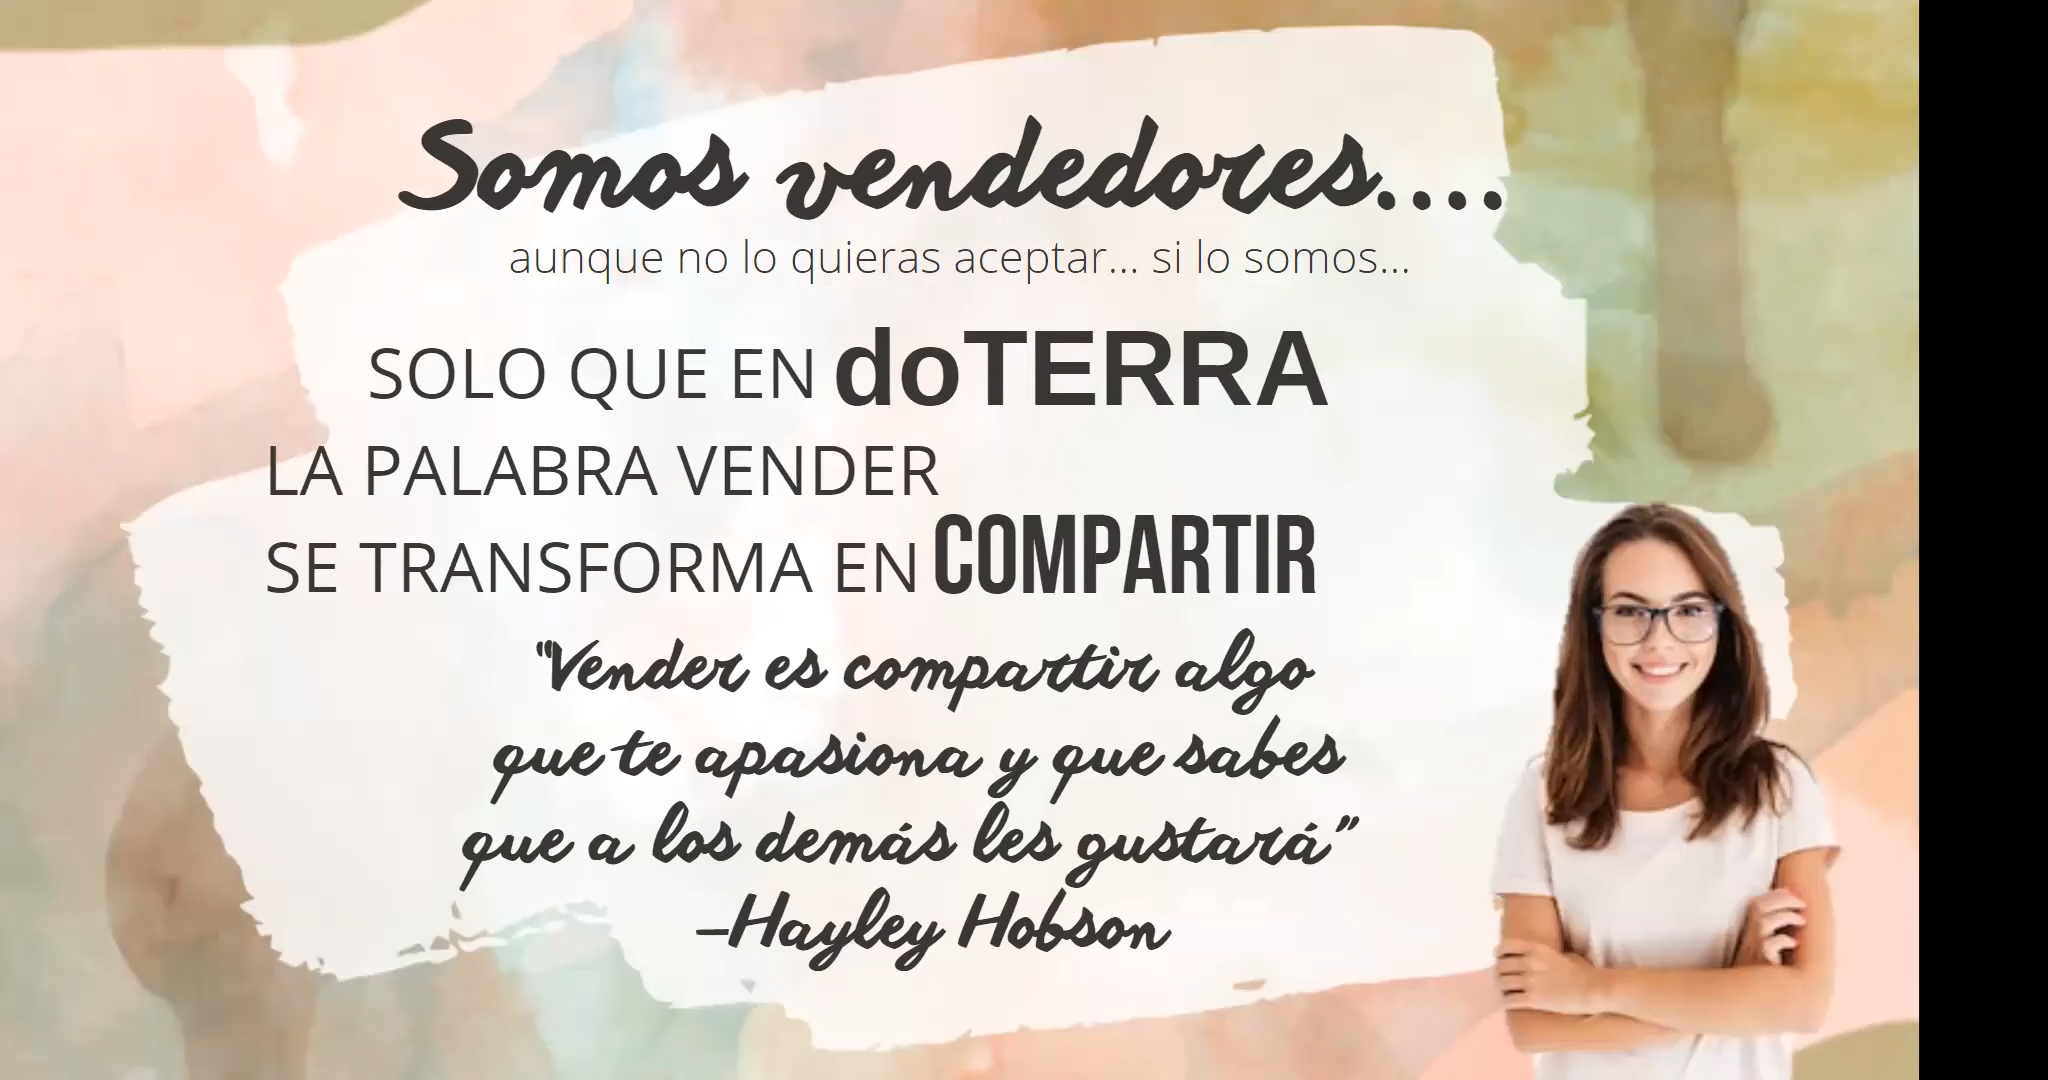 Somos vendedores....
aunque no lo quieras aceptar... si lo somos...
SOLO QUE EN doTERRA
LA PALABRA VENDER
SE TRANSFORMA EN COMPARTIR
"Vender es compartir algo
que te apasiona y que sabes
que a los demás les gustará"
-Hayley Hobson